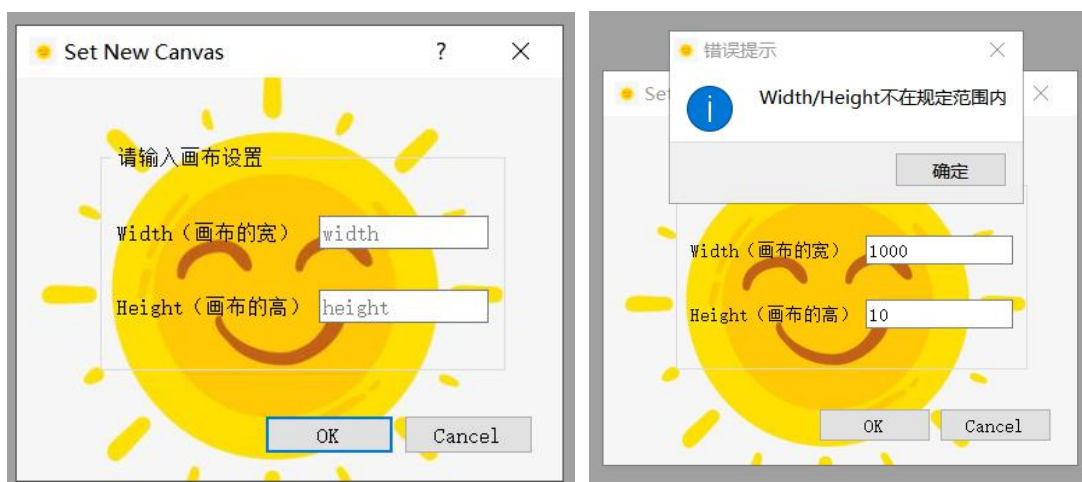 Set New Canvas
?
请输入画布设置
Width（画布的宽）
width
Height（画布的高）
height
OK
Cancel
错误提示
Set
Width/Height不在规定范围内
确定
Width（画布的宽）
1000
Height（画布的高）
10
OK
Cancel